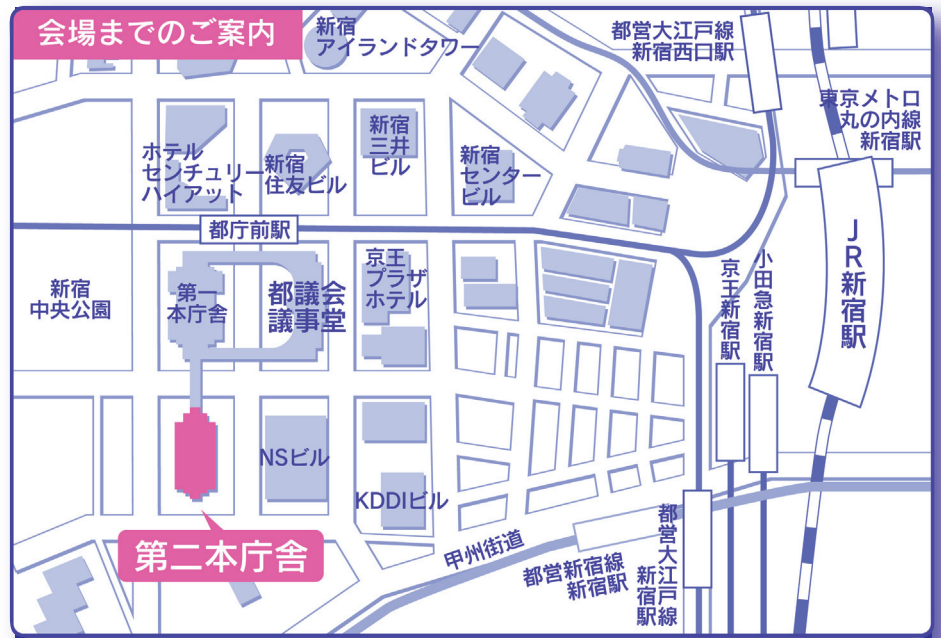 会場までのご案内
新宿
アイランドタワー
都営大江戸線
新宿西口駅
東京メトロ
丸の内線
新宿駅
ホテル
センチュリー
ハイアット
新宿
住友ビル
新宿
三井
ビル
新宿
センター
ビル
都庁前駅
JR新宿駅
新宿
中央公園
第一
本庁舎
都議会
議事堂
京王
プラザ
ホテル
京王新宿駅
小田急新宿駅
NSビル
KDDIビル
第二本庁舎
甲州街道
都営新宿線
新宿駅
都営大江戸線
新宿駅